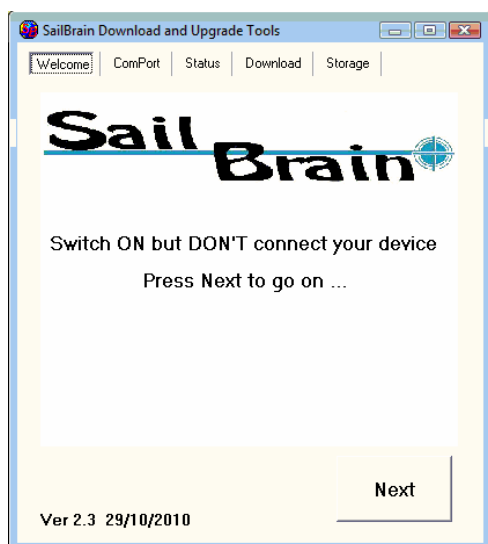 SailBrain Download and Upgrade Tools
Welcome ComPort Status Download Storage
Sail
Brain
Switch ON but DON'T connect your device
Press Next to go on ...
Next
Ver 2.3 29/10/2010